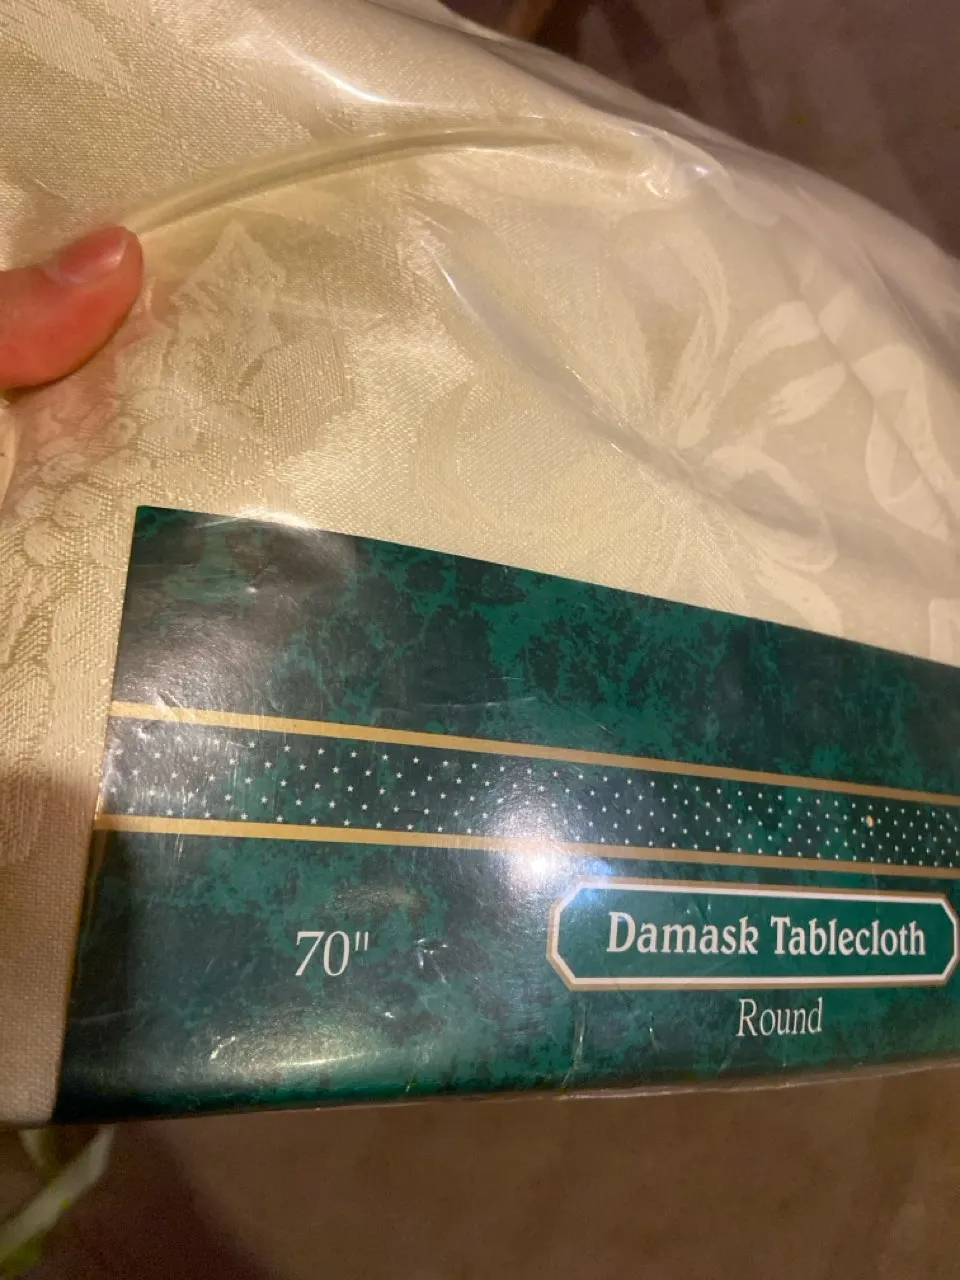 70"
Damask Tablecloth
Round